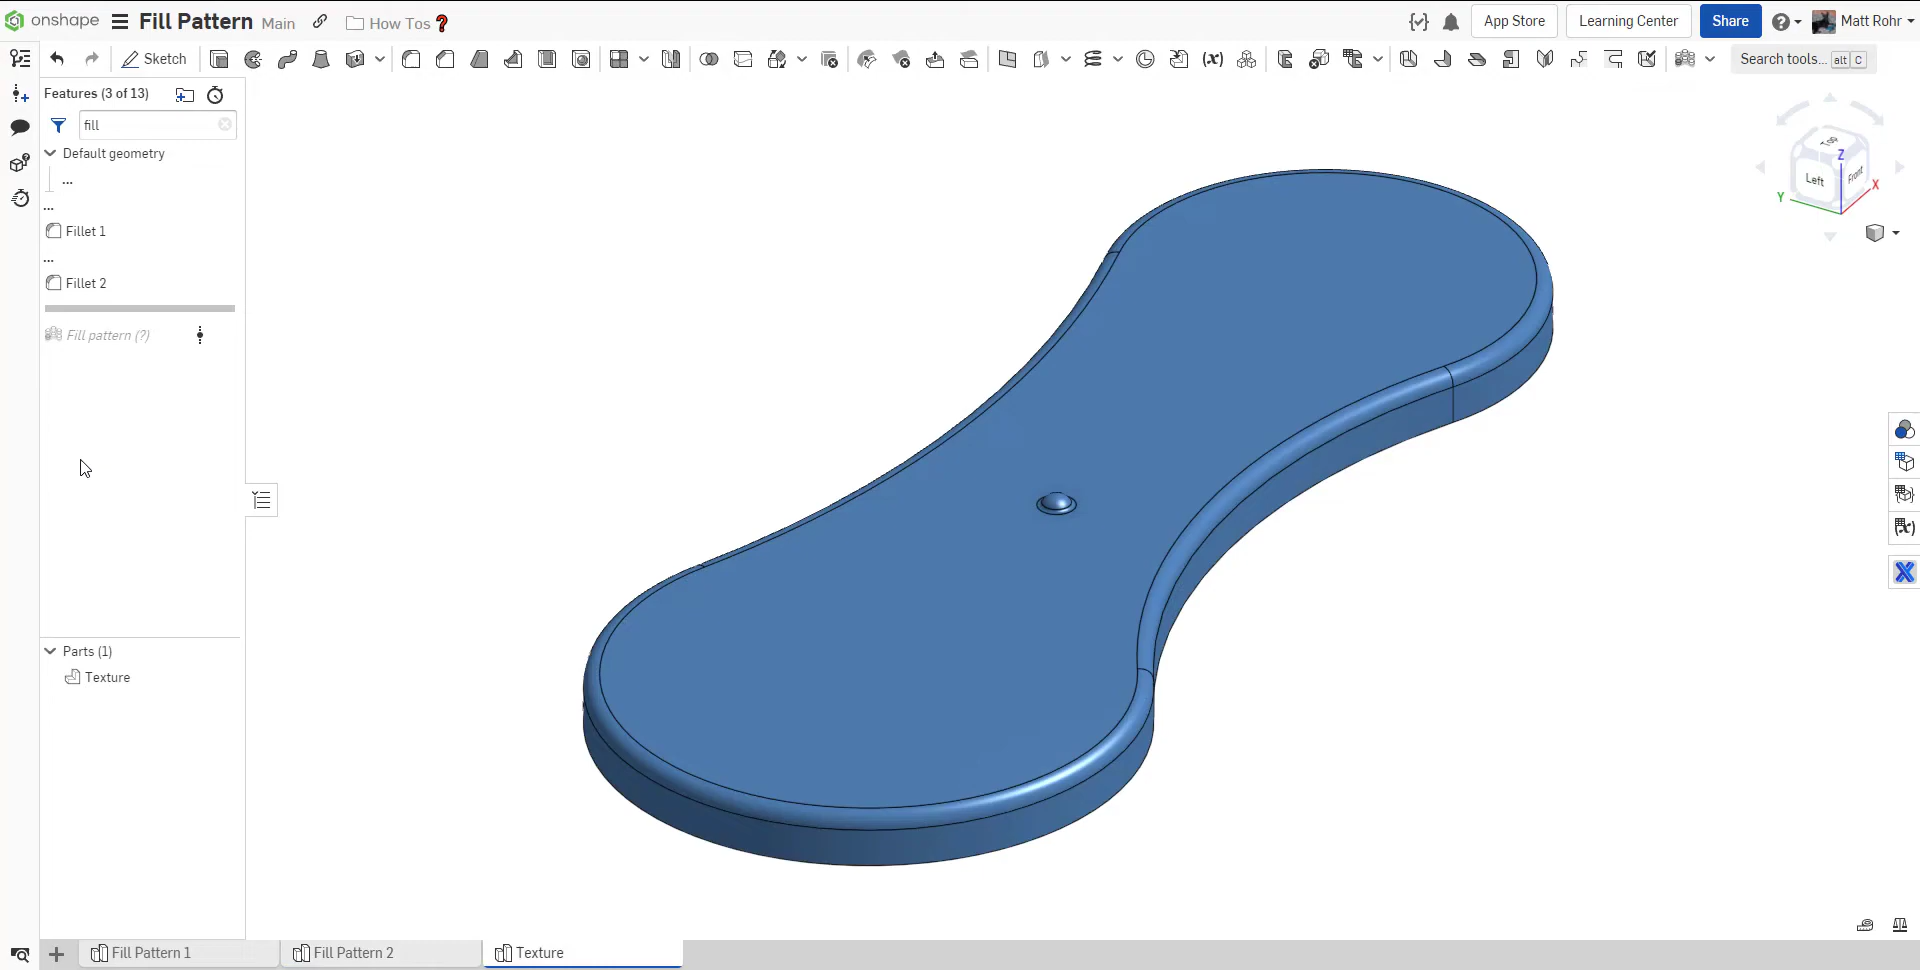 onshape Fill Pattern Main How Tos ❓ App Store Learning Center Share Matt Rohr
Sketch (x) Search tools... alt C
Features (3 of 13)
fill
Default geometry
...
...
Fillet 1
...
Fillet 2
Fill pattern (?)
Parts (1)
Texture
Top
Left
Front
Z
Y
X
(x)
Fill Pattern 1 Fill Pattern 2 Texture